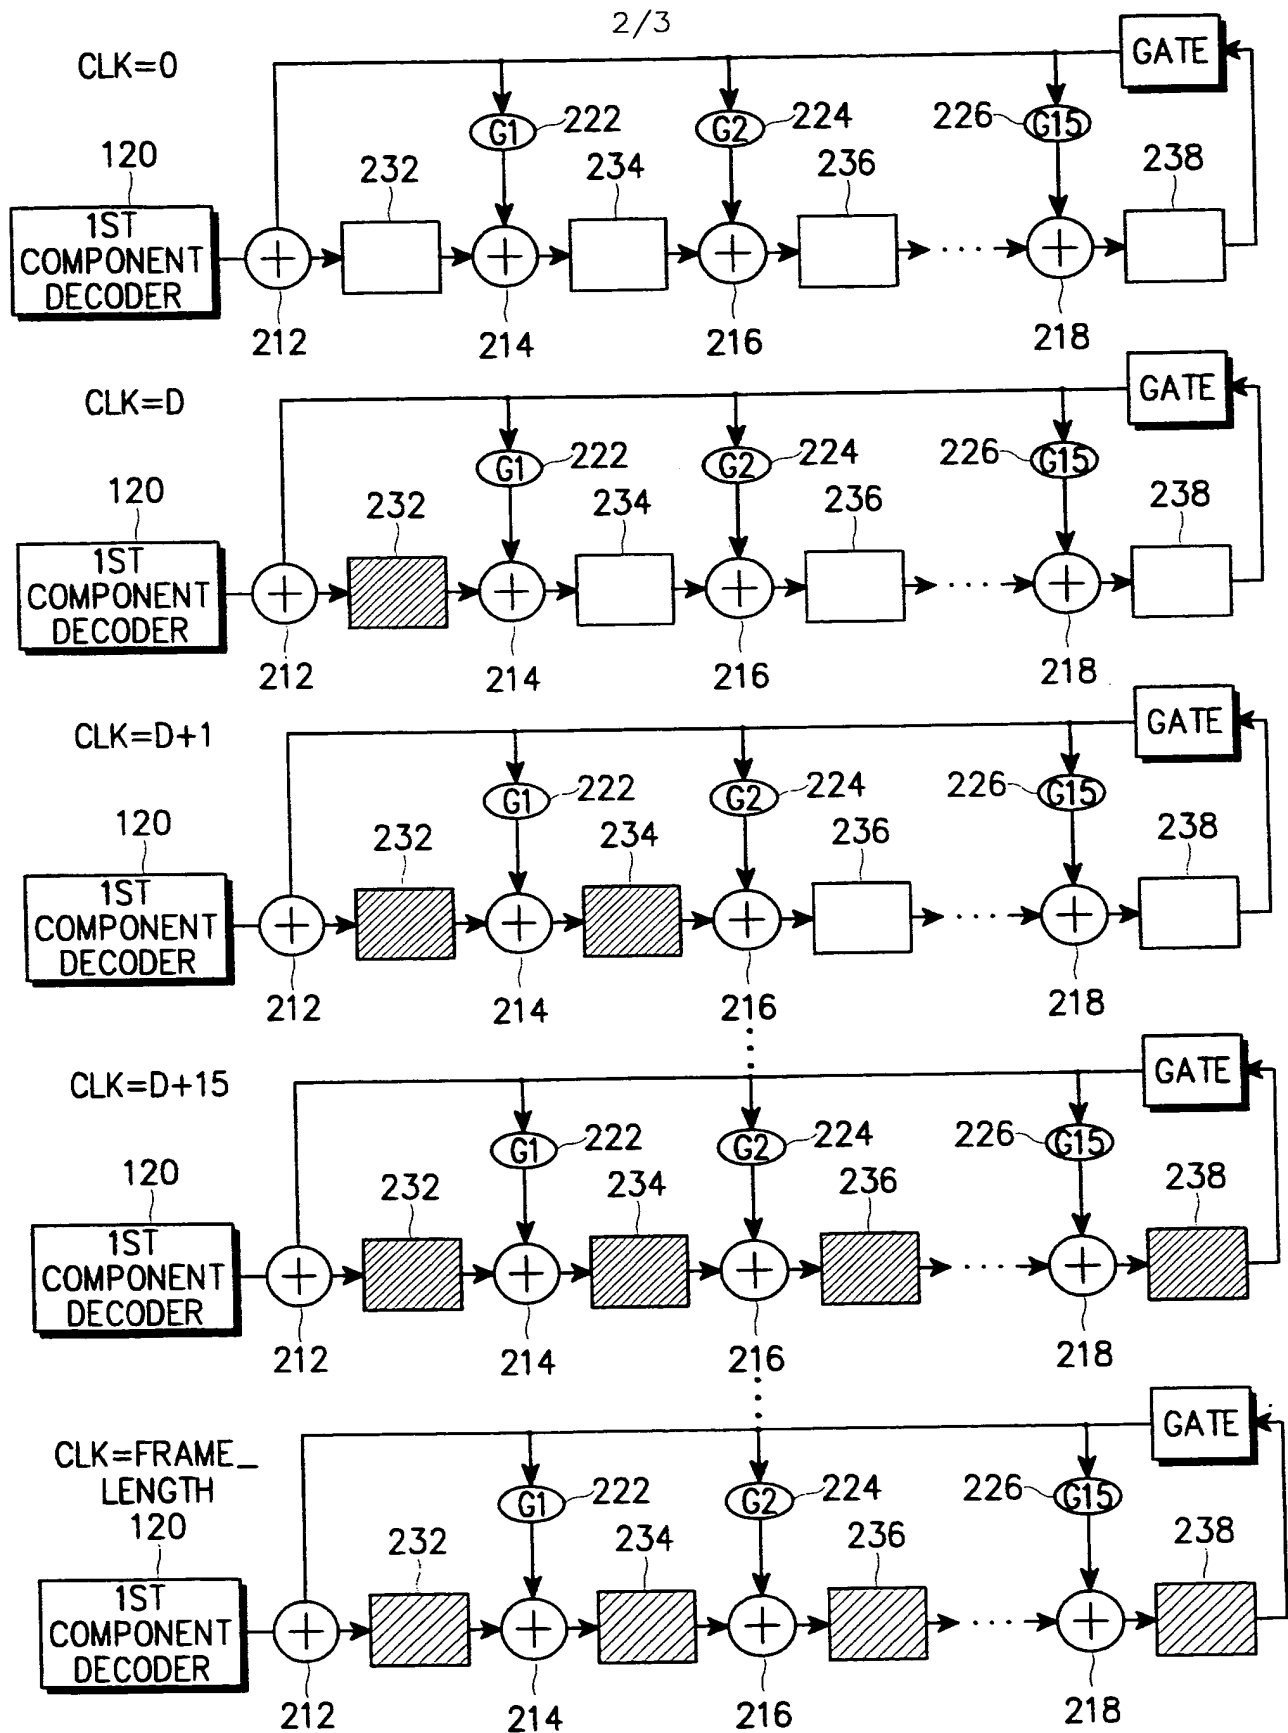 2/3
CLK=0
GATE
G1
222
G2
224
226
G15
120
232
234
236
238
1ST
COMPONENT
DECODER
212
214
216
218
CLK=D
GATE
G1
222
G2
224
226
G15
120
232
234
236
238
1ST
COMPONENT
DECODER
212
214
216
218
CLK=D+1
GATE
G1
222
G2
224
226
G15
120
232
234
236
238
1ST
COMPONENT
DECODER
212
214
216
218
CLK=D+15
GATE
G1
222
G2
224
226
G15
120
232
234
236
238
1ST
COMPONENT
DECODER
212
214
216
218
CLK=FRAME_
LENGTH
GATE
G1
222
G2
224
226
G15
120
232
234
236
238
1ST
COMPONENT
DECODER
212
214
216
218